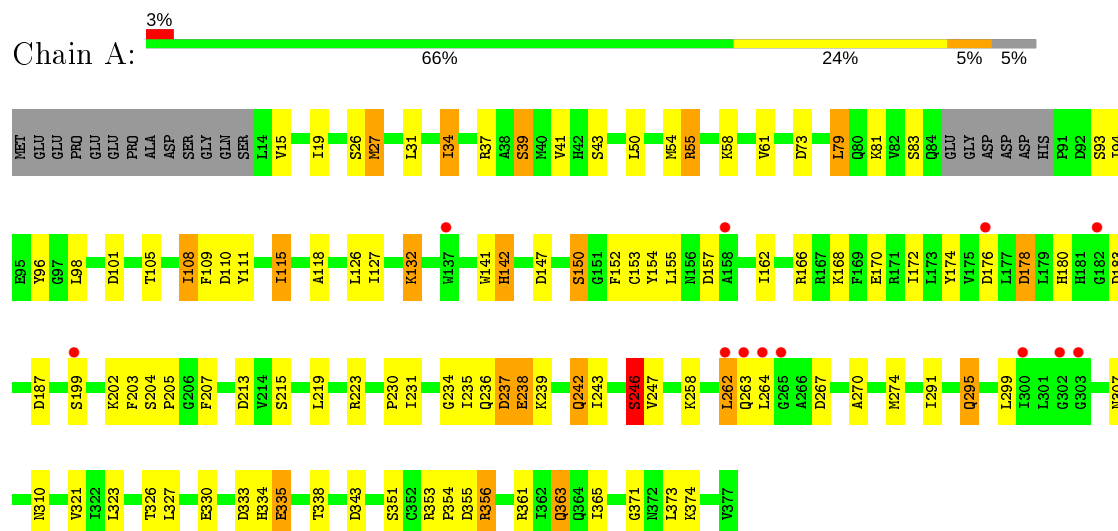 3%
Chain A:
66% 24% 5% 5%
MET GLU GLU PRO GLU GLU PRO ALA ASP SER GLY GLN SER L14 V15 I19 S26 M27 L31 I34 R37 A38 S39 M40 V41 H42 S43 L50 M54 R55 K58 V61 D73 L79 Q80 K81 V82 S83 Q84 GLU GLY ASP ASP ASP HIS P91 D92 S93 I94
E95 Y96 G97 L98 D101 T105 I108 F109 D110 Y111 I115 A118 L126 I127 K132 W137 W141 H142 D147 S150 G151 F152 C153 Y154 L155 N156 D157 A158 I162 R166 R167 K168 F169 E170 R171 I172 L173 Y174 V175 D176 L177 D178 L179 H180 H181 G182 D183
D187 S199 K202 F203 S204 P205 G206 F207 D213 V214 S215 L219 R223 P230 I231 G234 I235 Q236 D237 E238 K239 Q242 I243 S246 V247 K258 L262 Q263 L264 G265 A266 D267 A270 M274 I291 Q295 L299 I300 L301 G302 G303 N307
N310 V321 I322 L323 T326 L327 E330 D333 H334 E335 T338 D343 S351 C352 R353 P354 D355 R356 R361 I362 Q363 Q364 I365 G371 N372 L373 K374 V377